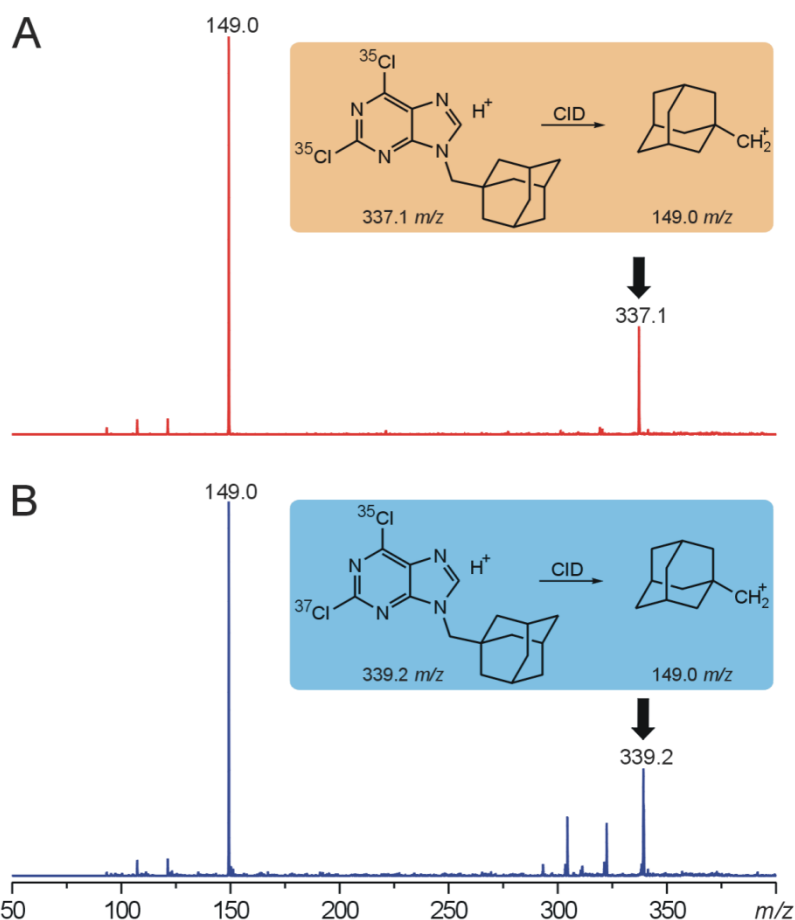 A
149.0
³⁵Cl
N
N
H⁺
³⁵Cl
N
N
CID
CH₂⁺
337.1 m/z
149.0 m/z
337.1
B
149.0
³⁵Cl
N
N
H⁺
³⁷Cl
N
N
CID
CH₂⁺
339.2 m/z
149.0 m/z
339.2
50 100 150 200 250 300 350 m/z